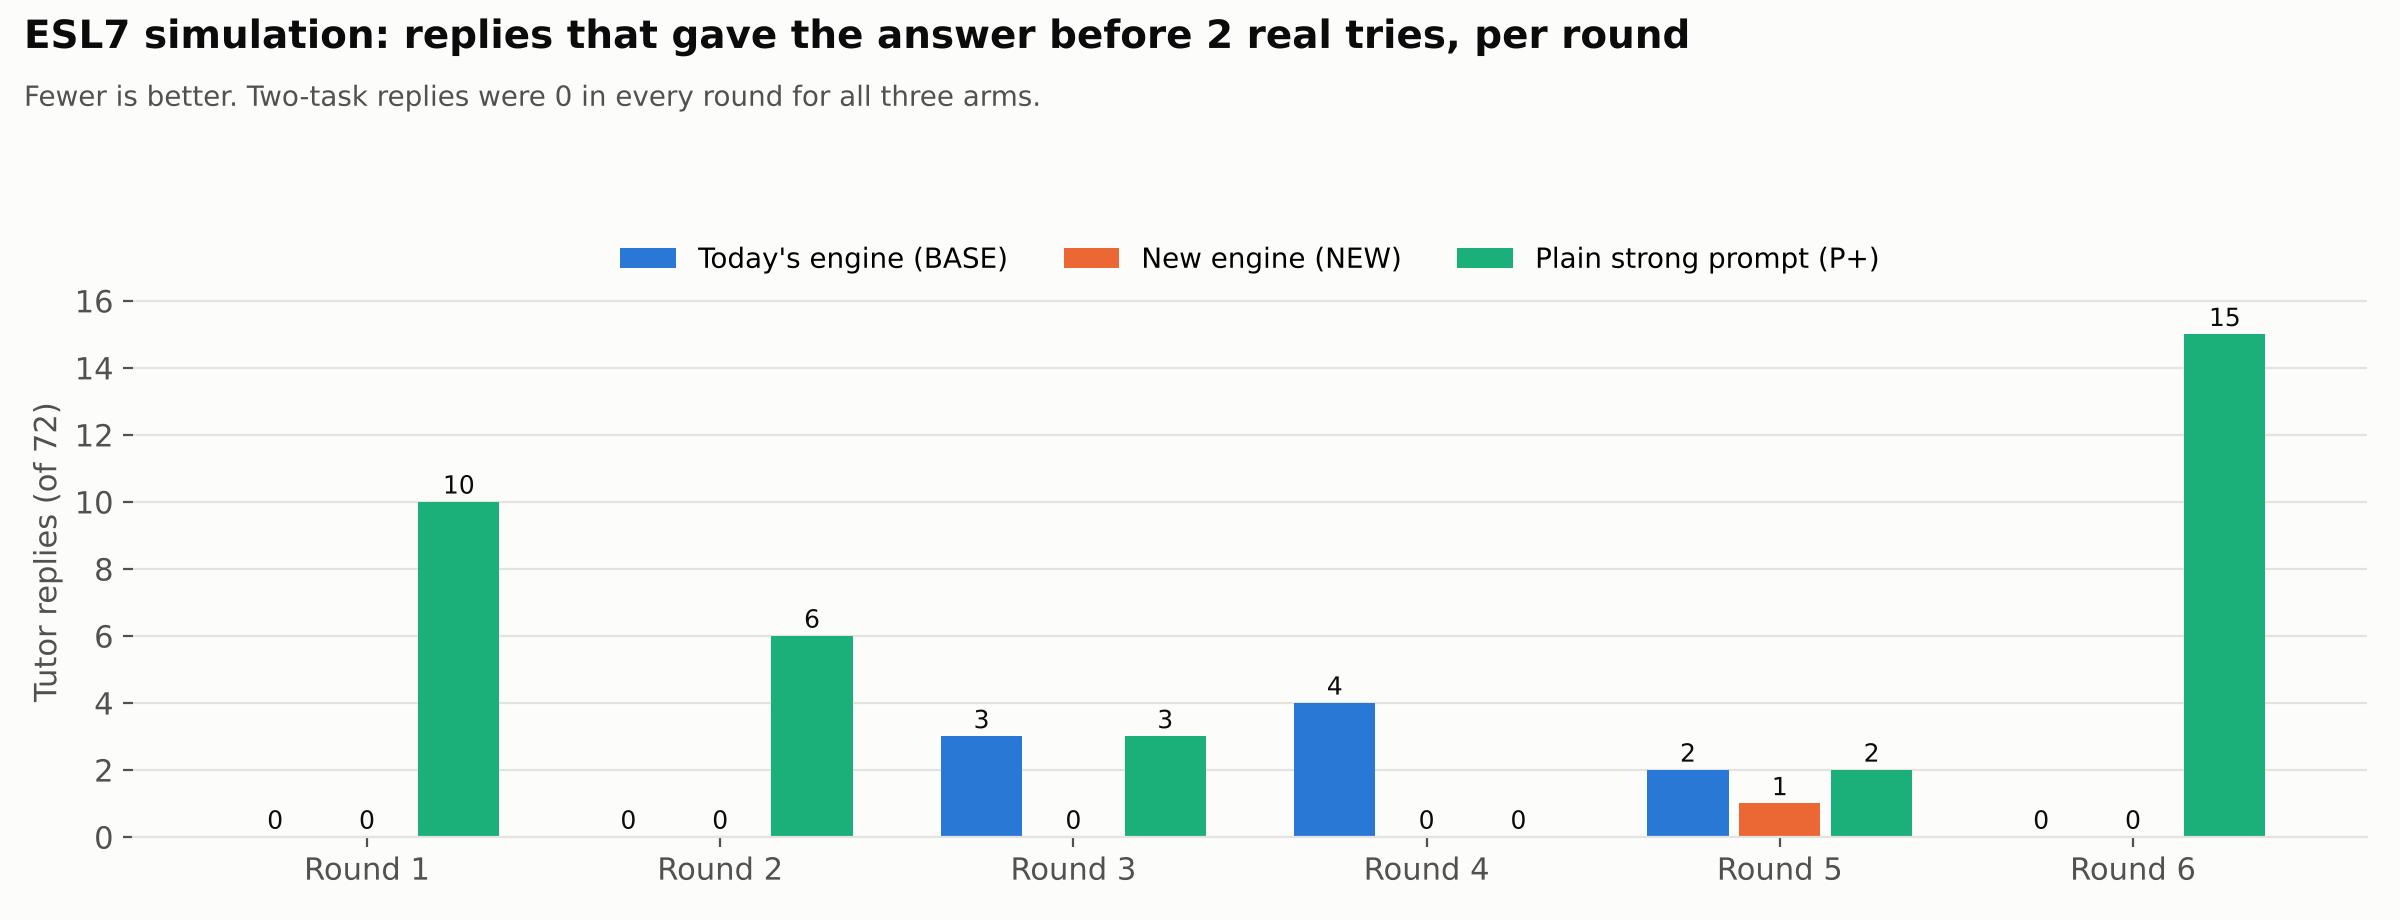 ESL7 simulation: replies that gave the answer before 2 real tries, per round
Fewer is better. Two-task replies were 0 in every round for all three arms.
Today's engine (BASE)
New engine (NEW)
Plain strong prompt (P+)
Tutor replies (of 72)
16
14
12
10
8
6
4
2
0
0 0 10
0 0 6
3 0 3
4 0 0
2 1 2
0 0 15
Round 1
Round 2
Round 3
Round 4
Round 5
Round 6